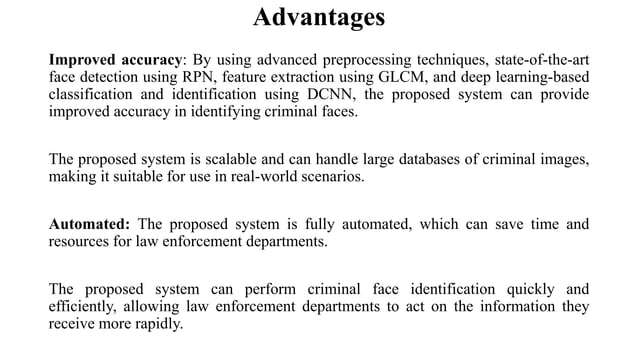 Advantages
Improved accuracy: By using advanced preprocessing techniques, state-of-the-art
face detection using RPN, feature extraction using GLCM, and deep learning-based
classification and identification using DCNN, the proposed system can provide
improved accuracy in identifying criminal faces.
The proposed system is scalable and can handle large databases of criminal images,
making it suitable for use in real-world scenarios.
Automated: The proposed system is fully automated, which can save time and
resources for law enforcement departments.
The proposed system can perform criminal face identification quickly and
efficiently, allowing law enforcement departments to act on the information they
receive more rapidly.